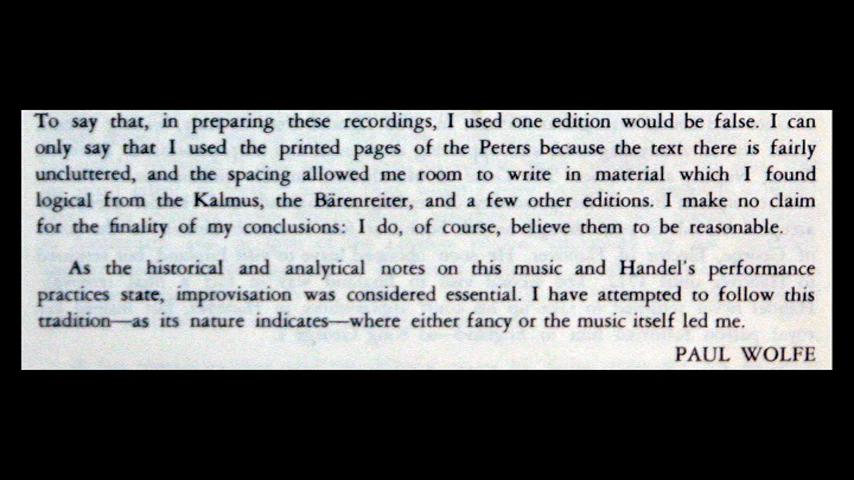 To say that, in preparing these recordings, I used one edition would be false. I can
only say that I used the printed pages of the Peters because the text there is fairly
uncluttered, and the spacing allowed me room to write in material which I found
logical from the Kalmus, the Bärenreiter, and a few other editions. I make no claim
for the finality of my conclusions: I do, of course, believe them to be reasonable.
As the historical and analytical notes on this music and Handel's performance
practices state, improvisation was considered essential. I have attempted to follow this
tradition—as its nature indicates—where either fancy or the music itself led me.
PAUL WOLFE